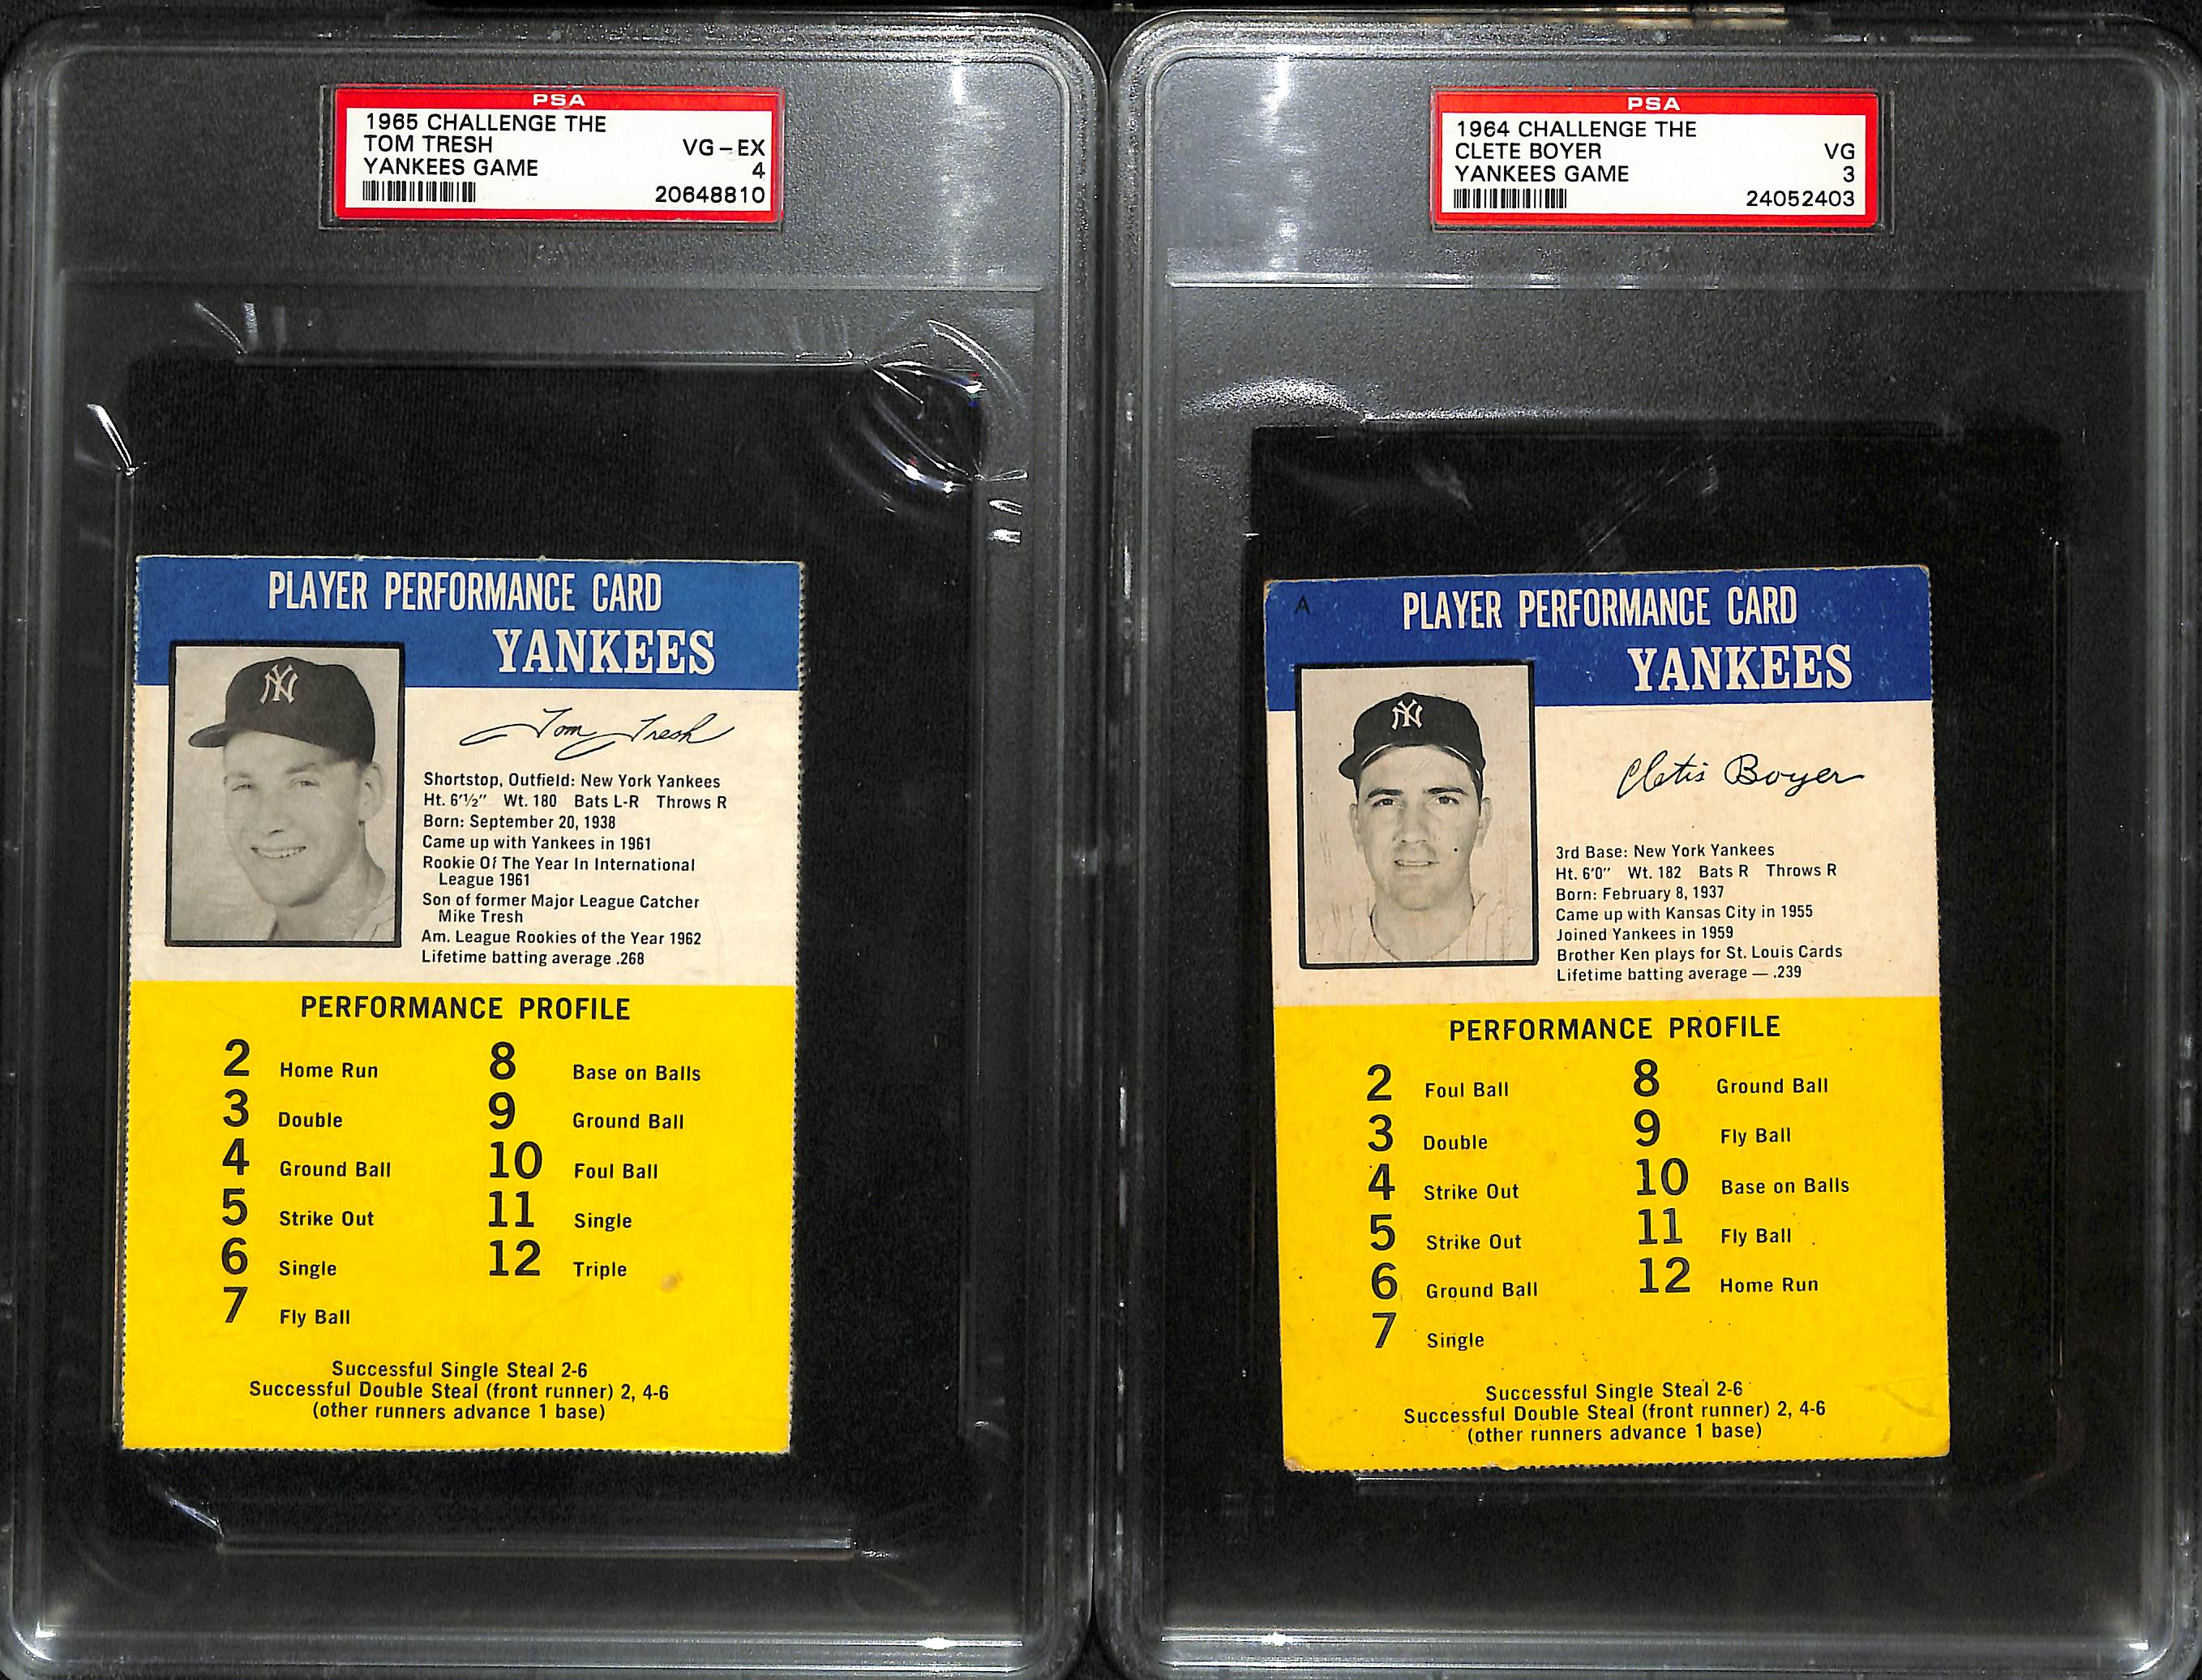 PSA
1965 CHALLENGE THE
TOM TRESH VG-EX
YANKEES GAME 4
20648810
PLAYER PERFORMANCE CARD
YANKEES
NY
Tom Tresh
Shortstop, Outfield: New York Yankees
Ht. 6'½" Wt. 180 Bats L-R Throws R
Born: September 20, 1938
Came up with Yankees in 1961
Rookie Of The Year In International
League 1961
Son of former Major League Catcher
Mike Tresh
Am. League Rookies of the Year 1962
Lifetime batting average .268
PERFORMANCE PROFILE
2 Home Run 8 Base on Balls
3 Double 9 Ground Ball
4 Ground Ball 10 Foul Ball
5 Strike Out 11 Single
6 Single 12 Triple
7 Fly Ball
Successful Single Steal 2-6
Successful Double Steal (front runner) 2, 4-6
(other runners advance 1 base)
PSA
1964 CHALLENGE THE
CLETE BOYER VG
YANKEES GAME 3
24052403
A
PLAYER PERFORMANCE CARD
YANKEES
NY
Cletis Boyer
3rd Base: New York Yankees
Ht. 6'0" Wt. 182 Bats R Throws R
Born: February 8, 1937
Came up with Kansas City in 1955
Joined Yankees in 1959
Brother Ken plays for St. Louis Cards
Lifetime batting average — .239
PERFORMANCE PROFILE
2 Foul Ball 8 Ground Ball
3 Double 9 Fly Ball
4 Strike Out 10 Base on Balls
5 Strike Out 11 Fly Ball
6 Ground Ball 12 Home Run
7 Single
Successful Single Steal 2-6
Successful Double Steal (front runner) 2, 4-6
(other runners advance 1 base)